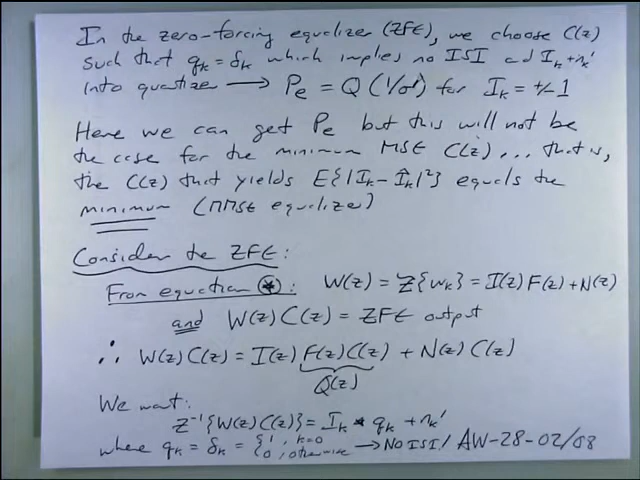 In the zero-forcing equalizer (ZFE), we choose C(z)
such that qₖ = δₖ which implies no ISI and Iₖ + nₖ'
into quantizer → Pₑ = Q(1/σ') for Iₖ = +/-1
Here we can get Pₑ but this will not be
the case for the minimum MSE C(z)... that is,
the C(z) that yields E{|Iₖ - Îₖ|²} equals the
minimum (MMSE equalizer)
Consider the ZFE:
From equation ⊛: W(z) = Z{wₖ} = I(z)F(z) + N(z)
and W(z)C(z) = ZFE output
∴ W(z)C(z) = I(z)F(z)C(z) + N(z)C(z)
Q(z)
We want:
Z⁻¹{W(z)C(z)} = Iₖ * qₖ + nₖ'
where qₖ = δₖ = {1, k=0 → NO ISI! AW-28-02/08
0, otherwise